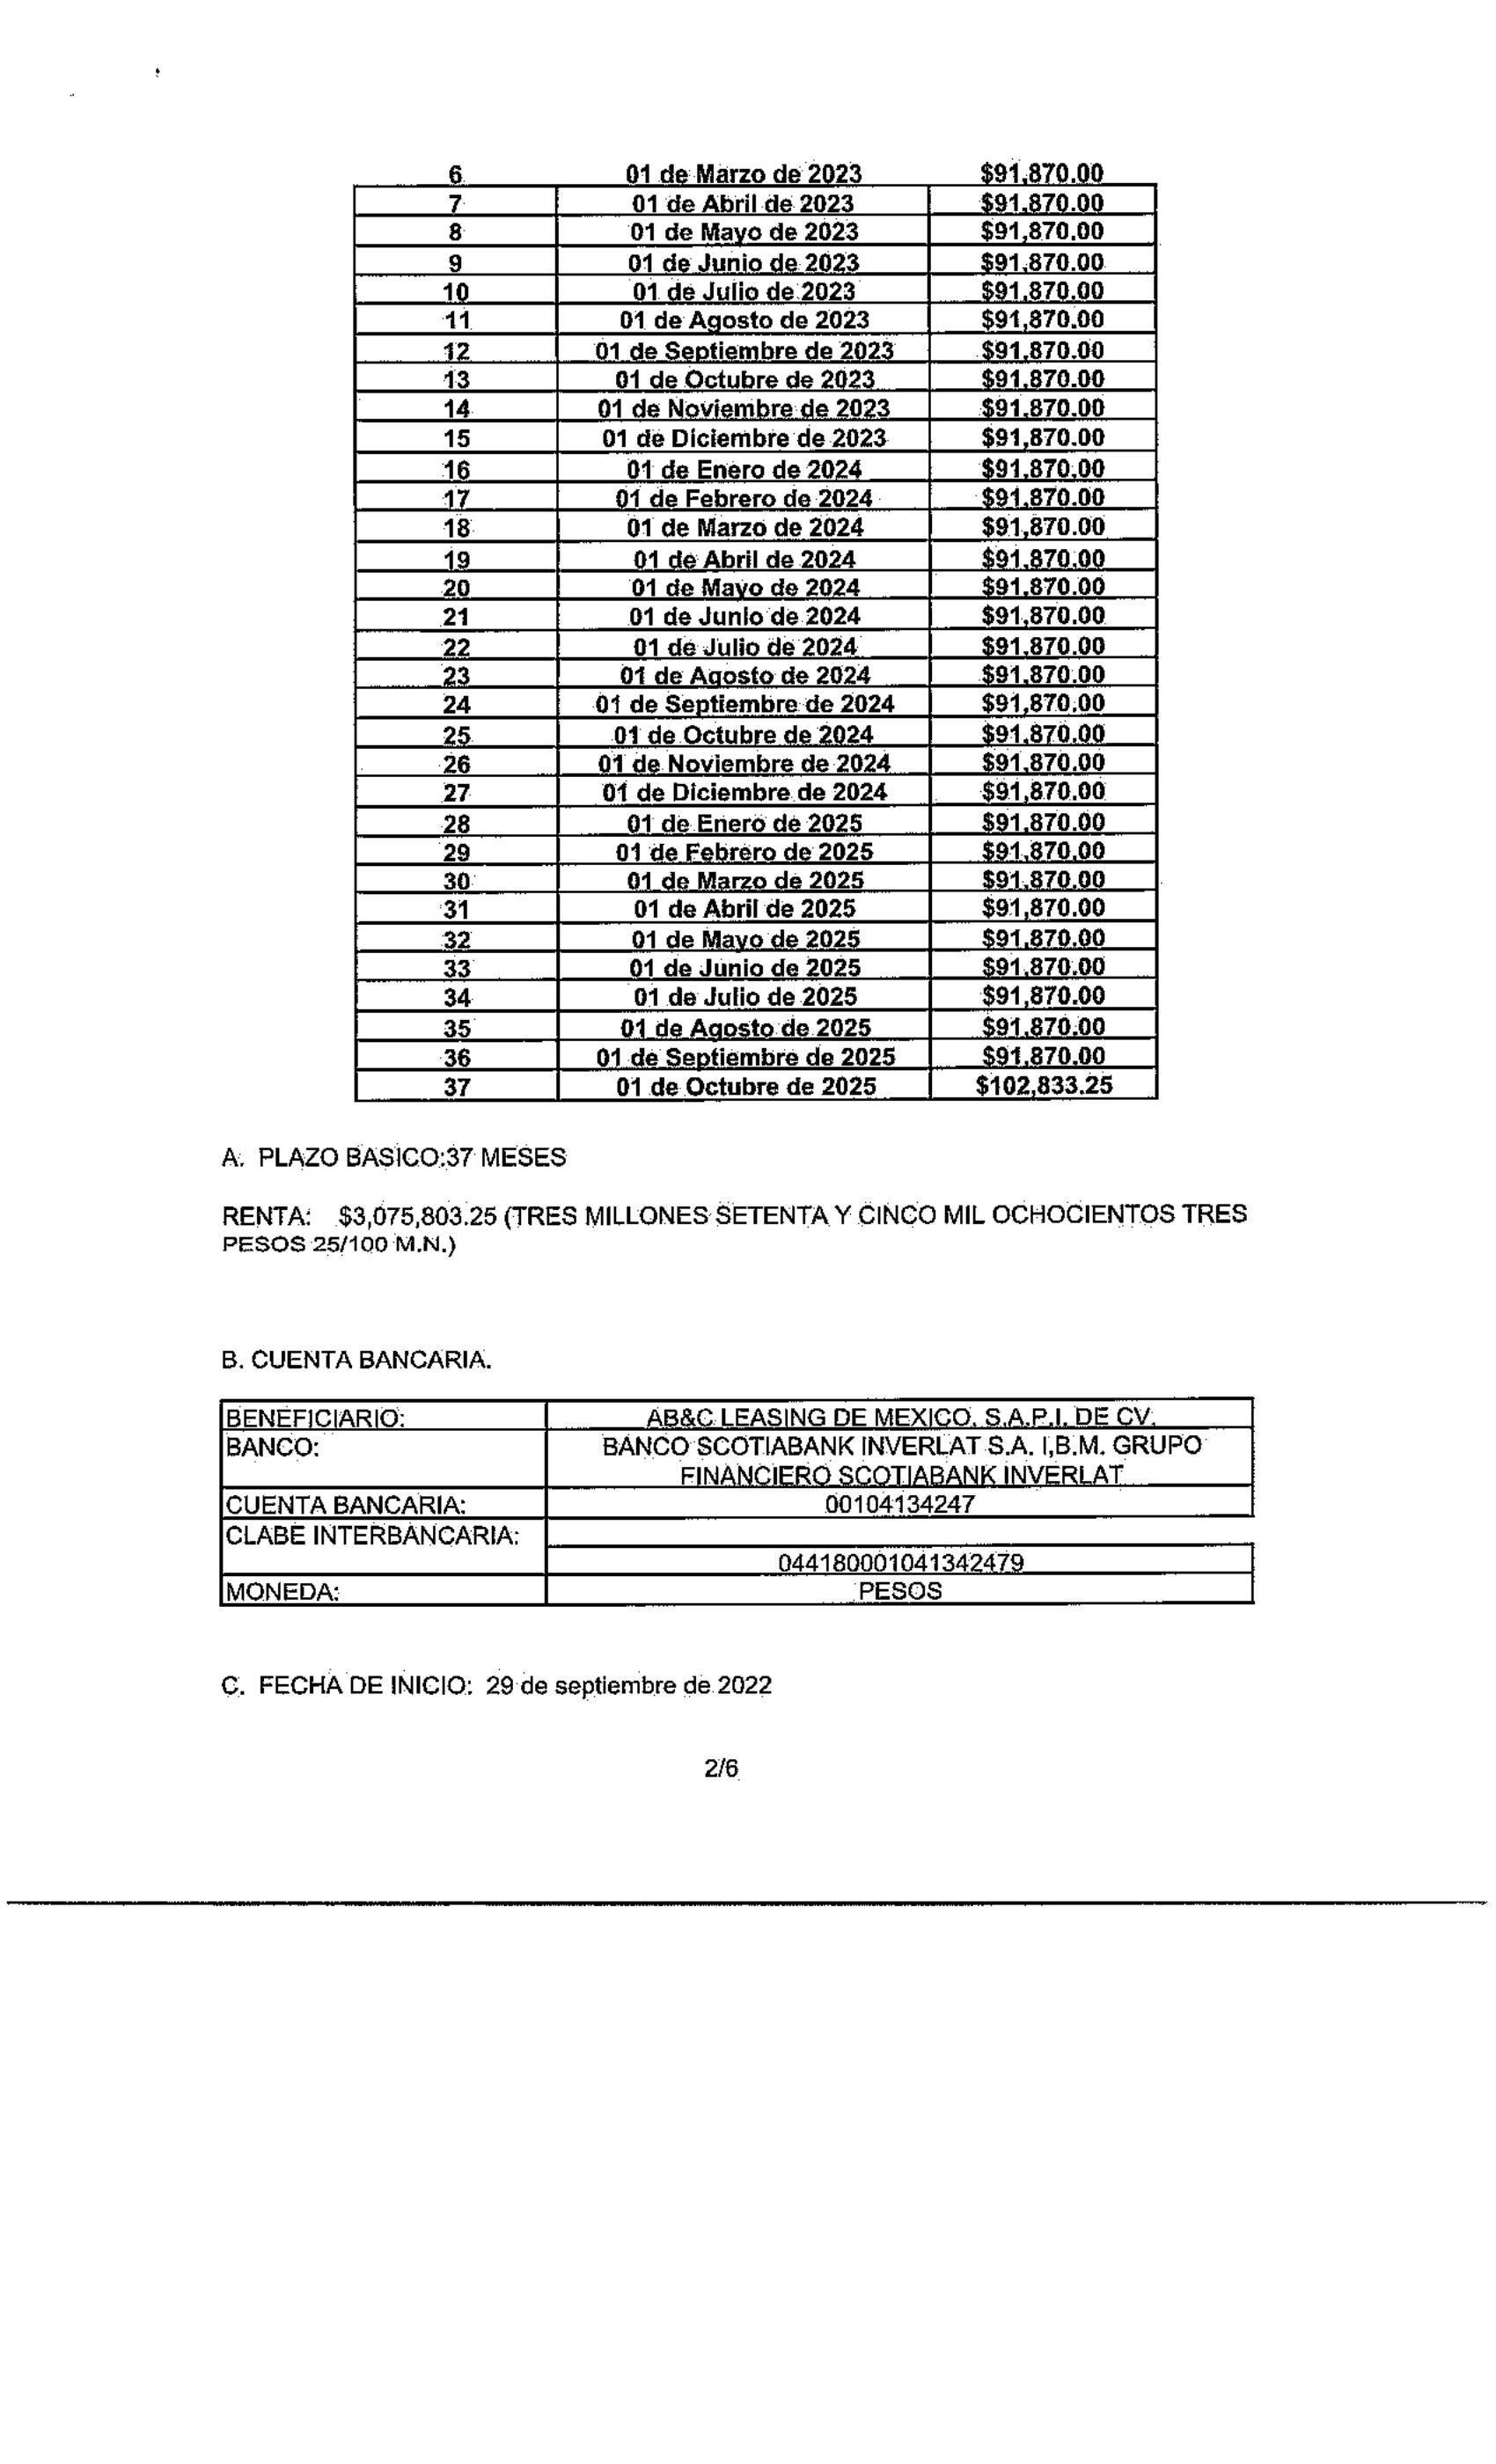 6 01 de Marzo de 2023 $91,870.00
7 01 de Abril de 2023 $91,870.00
8 01 de Mayo de 2023 $91,870.00
9 01 de Junio de 2023 $91,870.00
10 01 de Julio de 2023 $91,870.00
11 01 de Agosto de 2023 $91,870.00
12 01 de Septiembre de 2023 $91,870.00
13 01 de Octubre de 2023 $91,870.00
14 01 de Noviembre de 2023 $91,870.00
15 01 de Diciembre de 2023 $91,870.00
16 01 de Enero de 2024 $91,870.00
17 01 de Febrero de 2024 $91,870.00
18 01 de Marzo de 2024 $91,870.00
19 01 de Abril de 2024 $91,870.00
20 01 de Mayo de 2024 $91,870.00
21 01 de Junio de 2024 $91,870.00
22 01 de Julio de 2024 $91,870.00
23 01 de Agosto de 2024 $91,870.00
24 01 de Septiembre de 2024 $91,870.00
25 01 de Octubre de 2024 $91,870.00
26 01 de Noviembre de 2024 $91,870.00
27 01 de Diciembre de 2024 $91,870.00
28 01 de Enero de 2025 $91,870.00
29 01 de Febrero de 2025 $91,870.00
30 01 de Marzo de 2025 $91,870.00
31 01 de Abril de 2025 $91,870.00
32 01 de Mayo de 2025 $91,870.00
33 01 de Junio de 2025 $91,870.00
34 01 de Julio de 2025 $91,870.00
35 01 de Agosto de 2025 $91,870.00
36 01 de Septiembre de 2025 $91,870.00
37 01 de Octubre de 2025 $102,833.25
A. PLAZO BASICO:37 MESES
RENTA: $3,075,803.25 (TRES MILLONES SETENTA Y CINCO MIL OCHOCIENTOS TRES
PESOS 25/100 M.N.)
B. CUENTA BANCARIA.
BENEFICIARIO: AB&C LEASING DE MEXICO, S.A.P.I. DE CV.
BANCO: BANCO SCOTIABANK INVERLAT S.A. I,B.M. GRUPO
FINANCIERO SCOTIABANK INVERLAT
CUENTA BANCARIA: 00104134247
CLABE INTERBANCARIA:
044180001041342479
MONEDA: PESOS
C. FECHA DE INICIO: 29 de septiembre de 2022
2/6